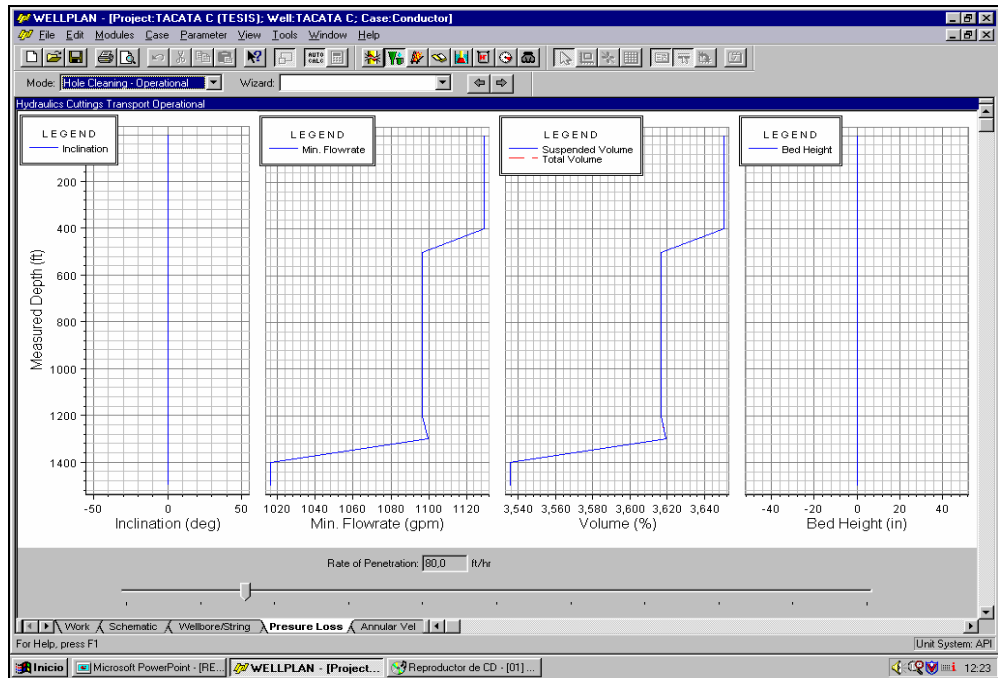 WELLPLAN - [Project:TACATA C (TESIS); Well:TACATA C; Case:Conductor]
File Edit Modules Case Parameter View Tools Window Help
AUTO CALC
Mode: Hole Cleaning - Operational Wizard:
Hydraulics Cuttings Transport Operational
LEGEND
Inclination
LEGEND
Min. Flowrate
LEGEND
Suspended Volume
Total Volume
LEGEND
Bed Height
Measured Depth (ft)
200
400
600
800
1000
1200
1400
-50 0 50
Inclination (deg)
1020 1040 1060 1080 1100 1120
Min. Flowrate (gpm)
3,540 3,560 3,580 3,600 3,620 3,640
Volume (%)
-40 -20 0 20 40
Bed Height (in)
Rate of Penetration: 80,0 ft/hr
Work Schematic Wellbore/String Presure Loss Annular Vel
For Help, press F1
Unit System: API
Inicio Microsoft PowerPoint - [RE... WELLPLAN - [Project... Reproductor de CD - [01] ... 12:23